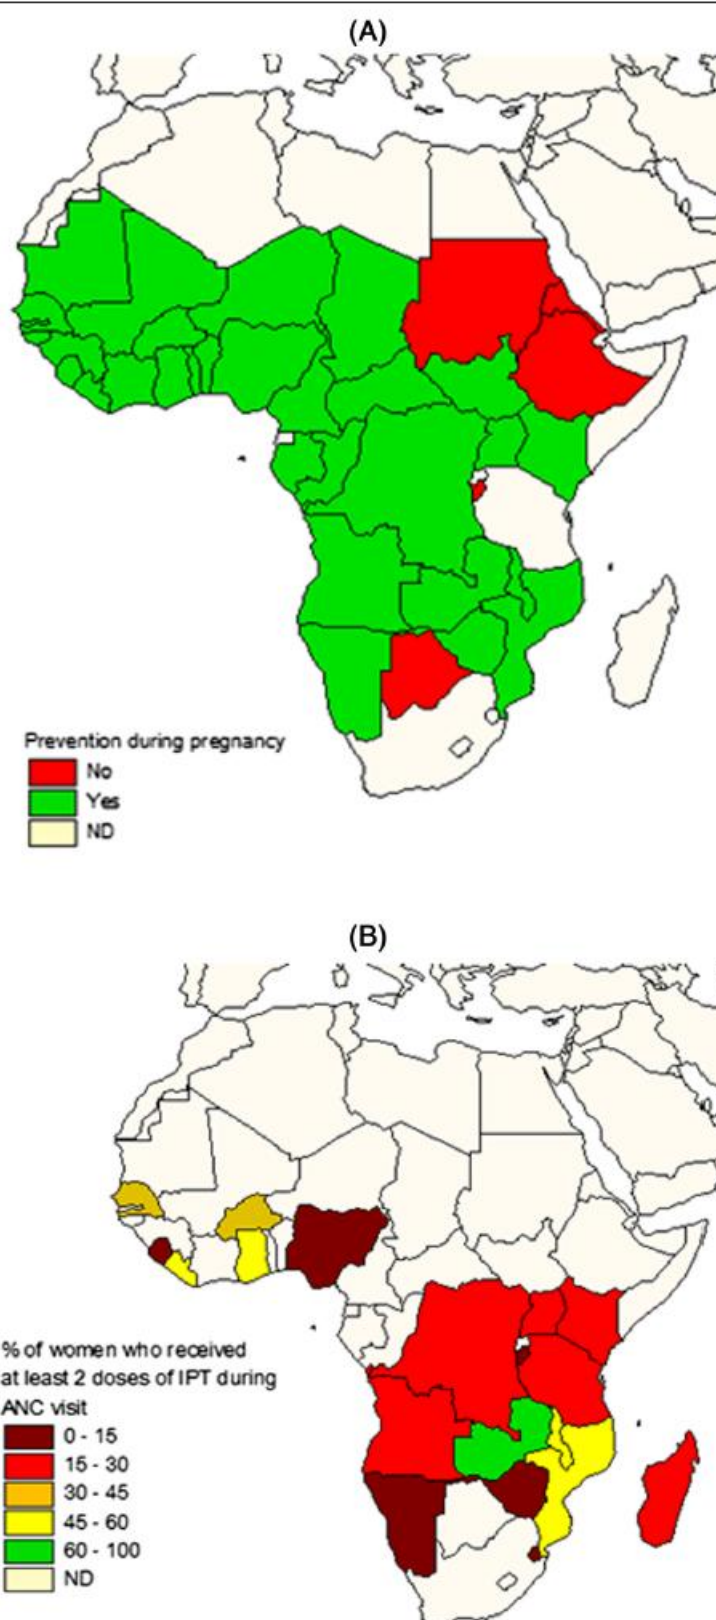 (A)
Prevention during pregnancy
No
Yes
ND
(B)
% of women who received
at least 2 doses of IPT during
ANC visit
0 - 15
15 - 30
30 - 45
45 - 60
60 - 100
ND